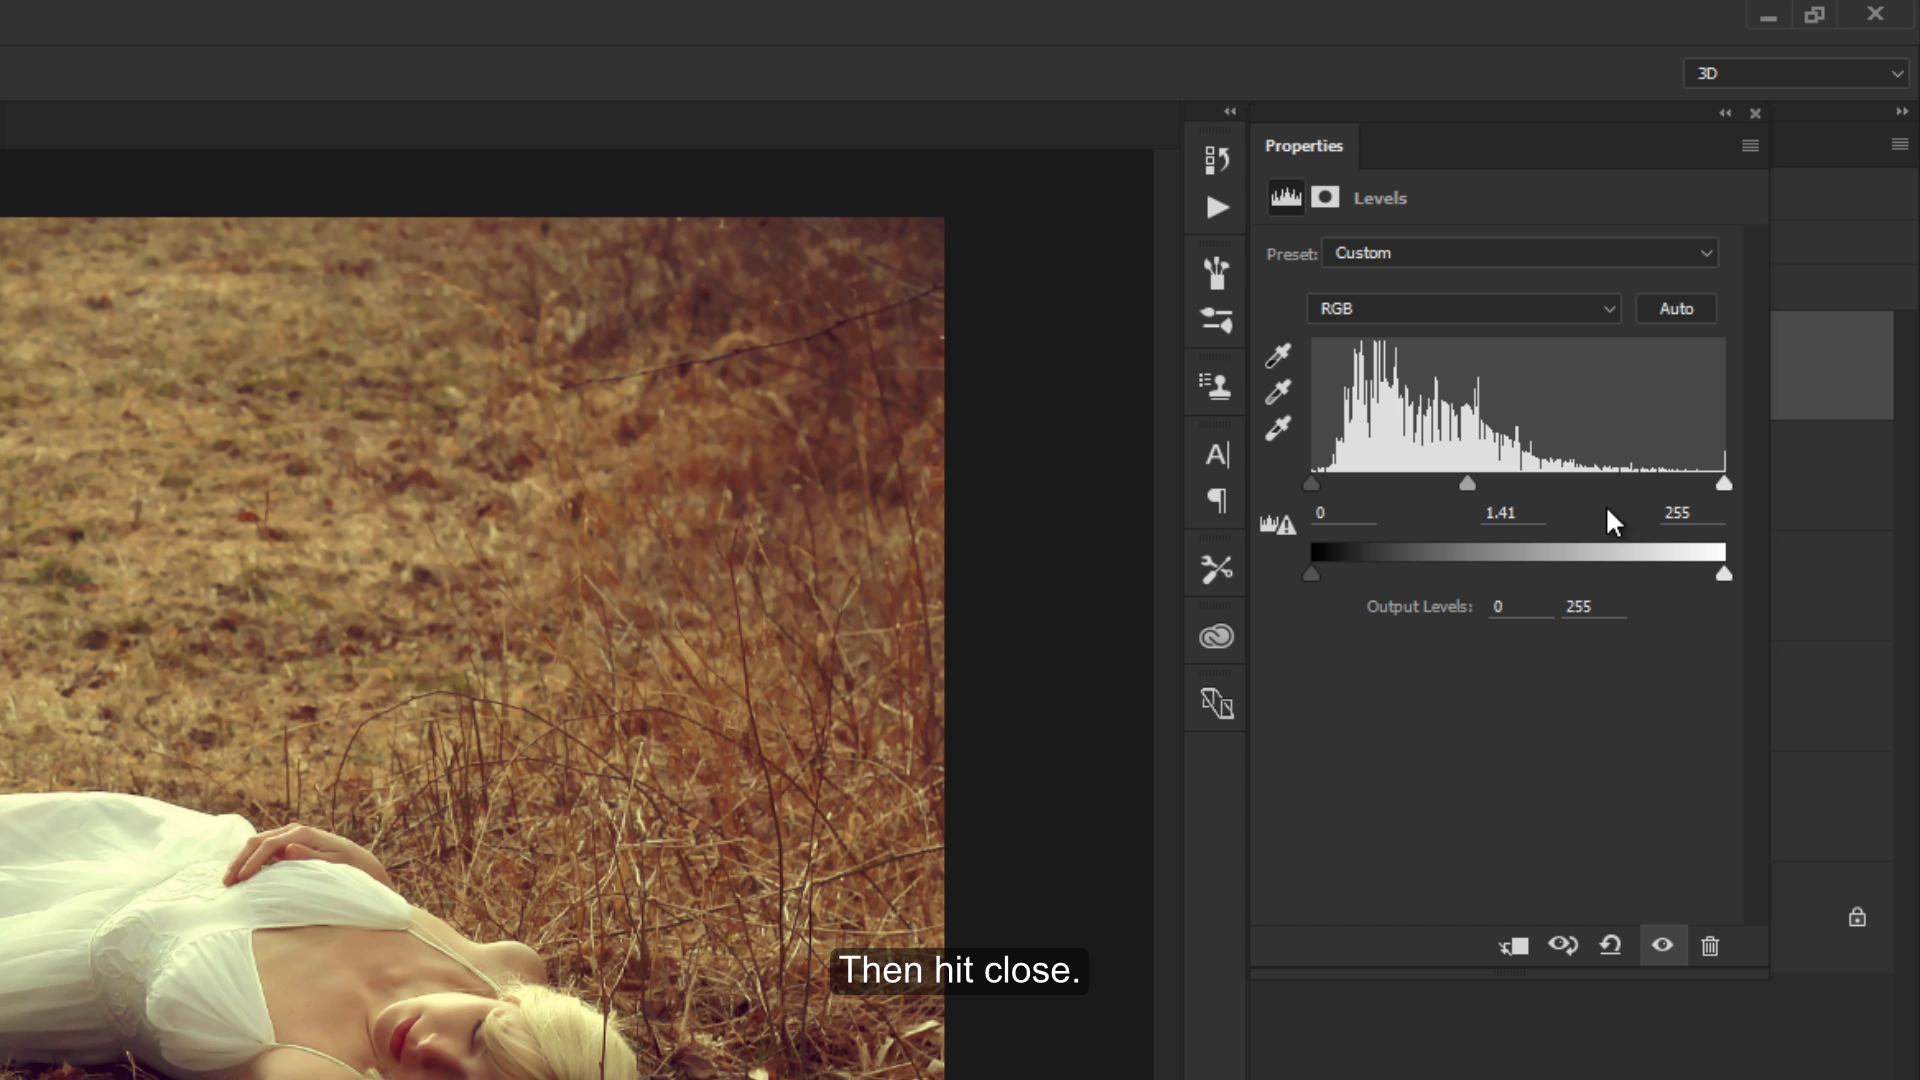 3D
Properties
Levels
Preset: Custom
RGB
Auto
0
1.41
255
Output Levels: 0 255
A
Then hit close.